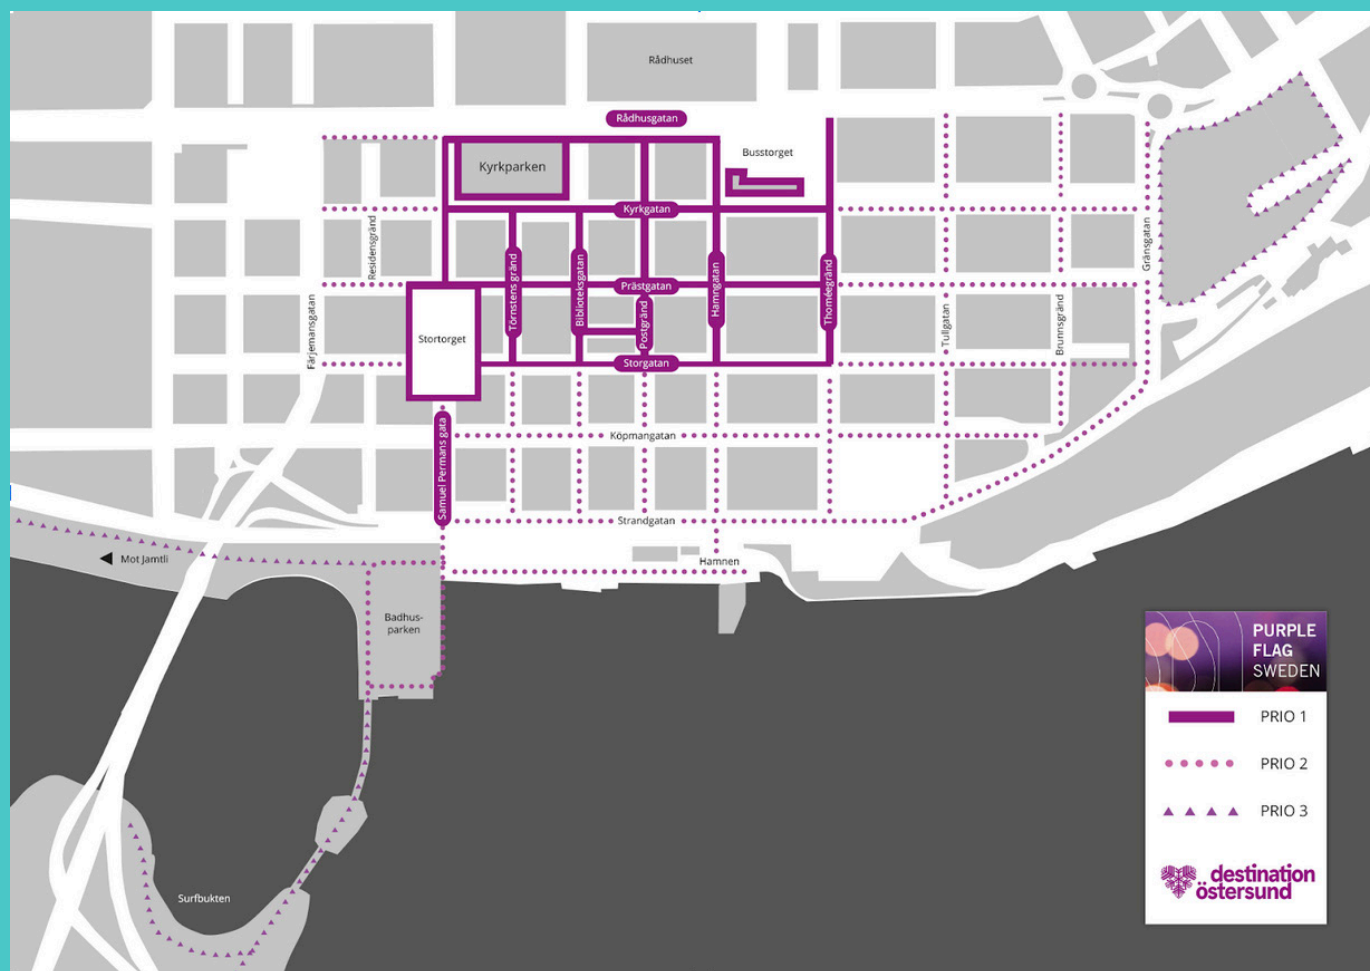 Rådhuset
Rådhusgatan
Busstorget
Kyrkparken
Kyrkgatan
Residensgränd
Gränsgatan
Törnstens gränd
Biblioteksgatan
Hamngatan
Thoméegränd
Prästgatan
Postgränd
Färjemansgatan
Stortorget
Tullgatan
Brunnsgränd
Storgatan
Samuel Permans gata
Köpmangatan
Strandgatan
Mot Jamtli
Hamnen
Badhus-
parken
Surfbukten
PURPLE
FLAG
SWEDEN
PRIO 1
PRIO 2
PRIO 3
destination
östersund